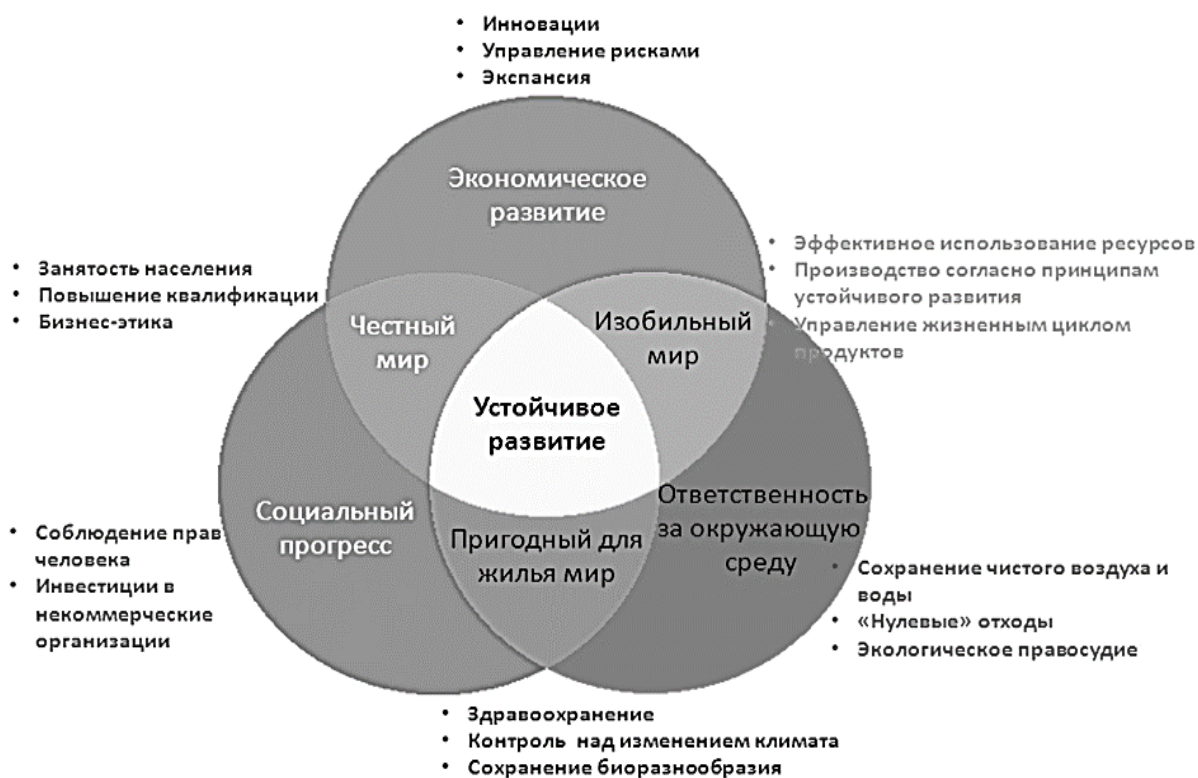 • Инновации
• Управление рисками
• Экспансия
Экономическое
развитие
• Занятость населения
• Повышение квалификации
• Бизнес-этика
• Эффективное использование ресурсов
• Производство согласно принципам
устойчивого развития
• Управление жизненным циклом
продуктов
Честный
мир
Изобильный
мир
Устойчивое
развитие
Социальный
прогресс
Пригодный для
жилья мир
Ответственность
за окружающую
среду
• Соблюдение прав
человека
• Инвестиции в
некоммерческие
организации
• Сохранение чистого воздуха и
воды
• «Нулевые» отходы
• Экологическое правосудие
• Здравоохранение
• Контроль над изменением климата
• Сохранение биоразнообразия